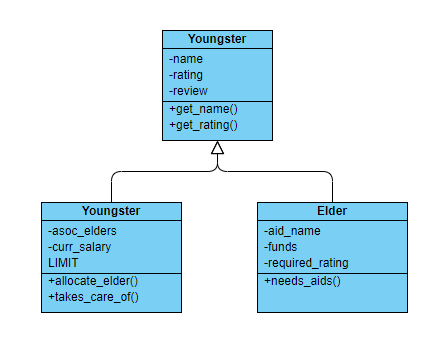 Youngster
-name
-rating
-review
+get_name()
+get_rating()
Youngster
-asoc_elders
-curr_salary
LIMIT
+allocate_elder()
+takes_care_of()
Elder
-aid_name
-funds
-required_rating
+needs_aids()